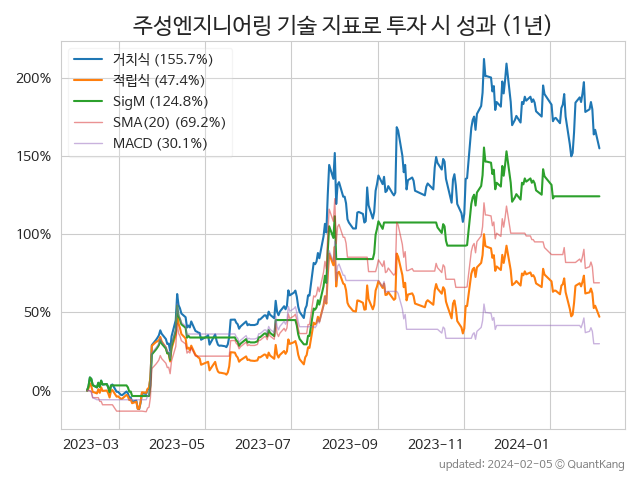 주성엔지니어링 기술 지표로 투자 시 성과 (1년)
거치식 (155.7%)
적립식 (47.4%)
SigM (124.8%)
SMA(20) (69.2%)
MACD (30.1%)
200%
150%
100%
50%
0%
2023-03 2023-05 2023-07 2023-09 2023-11 2024-01
updated: 2024-02-05 © QuantKang